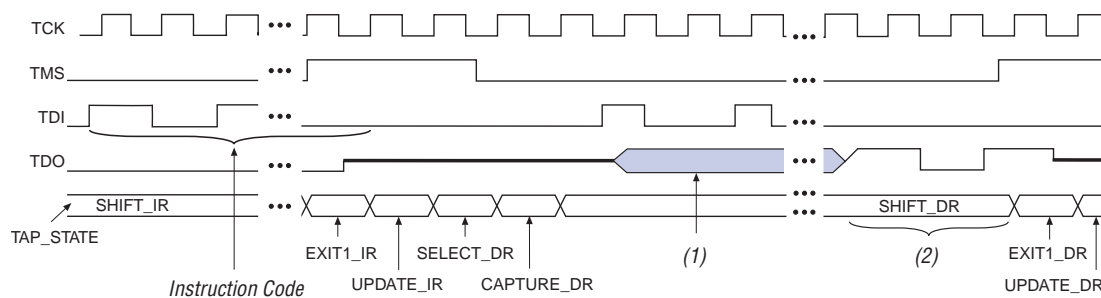 TCK
TMS
TDI
TDO
SHIFT_IR
SHIFT_DR
TAP_STATE
EXIT1_IR
SELECT_DR
(1)
(2)
EXIT1_DR
Instruction Code
UPDATE_IR
CAPTURE_DR
UPDATE_DR